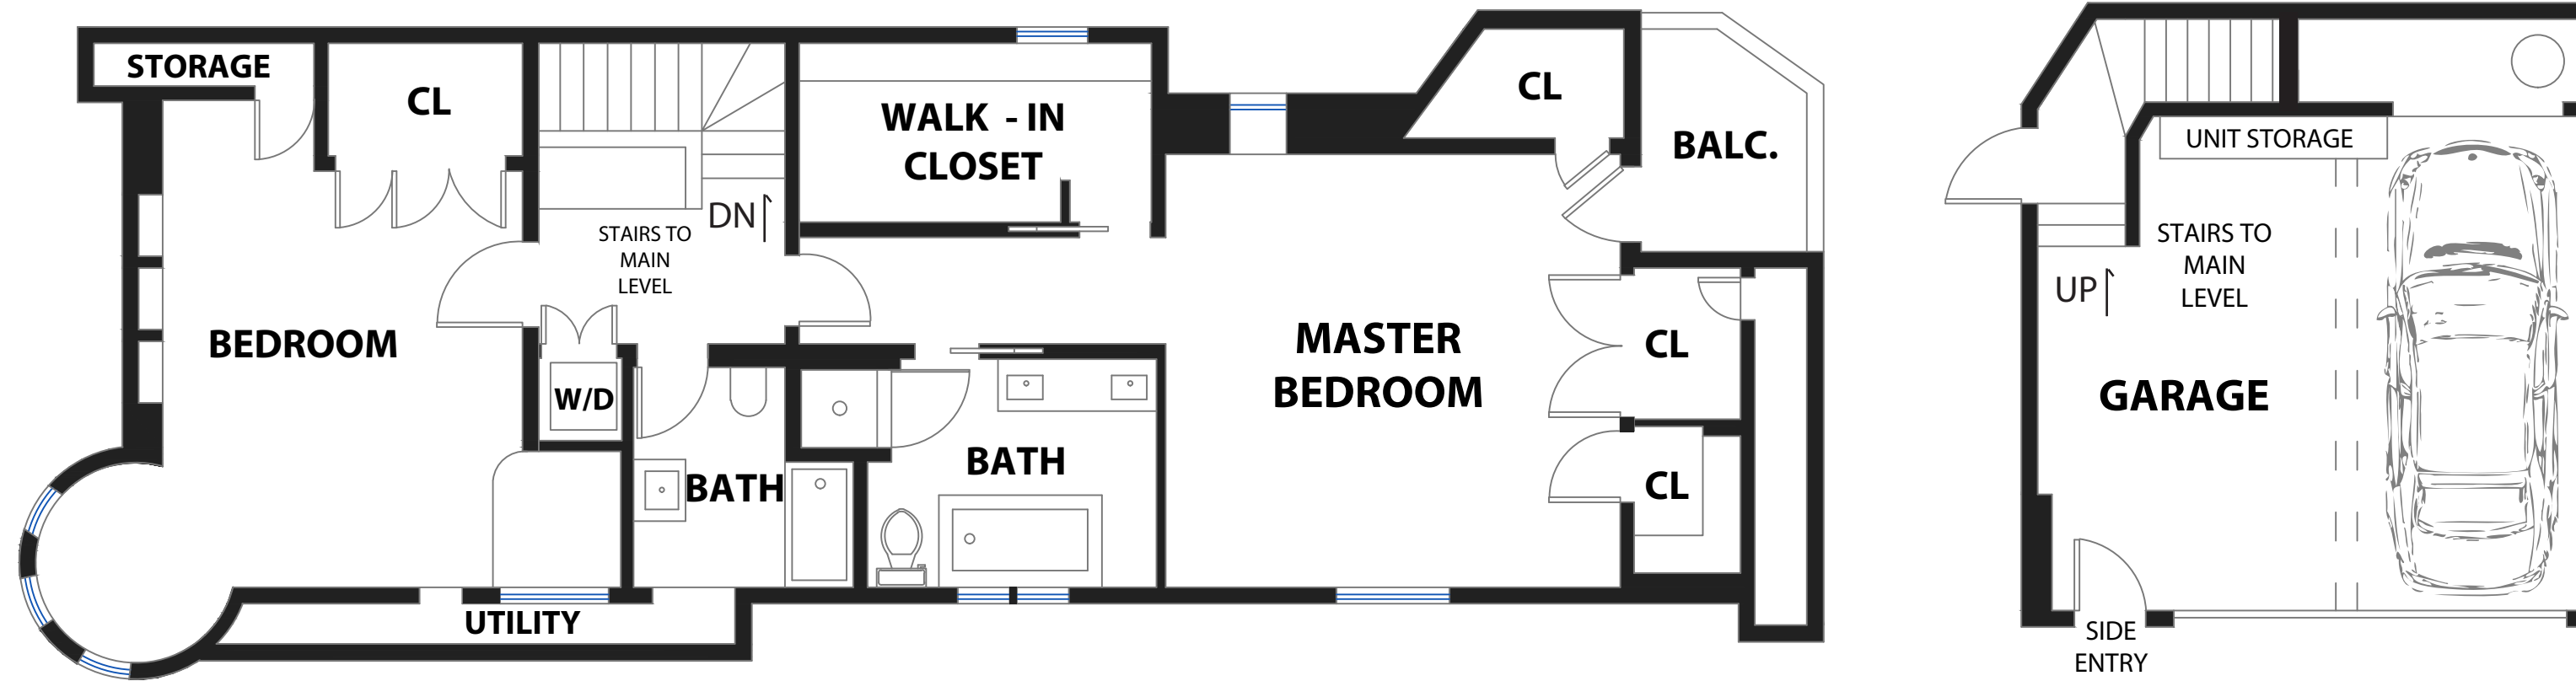 STORAGE
CL
WALK - IN
CLOSET
CL
BALC.
DN
STAIRS TO
MAIN
LEVEL
BEDROOM
W/D
BATH
BATH
MASTER
BEDROOM
CL
CL
UTILITY
UNIT STORAGE
STAIRS TO
MAIN
LEVEL
UP
GARAGE
SIDE
ENTRY